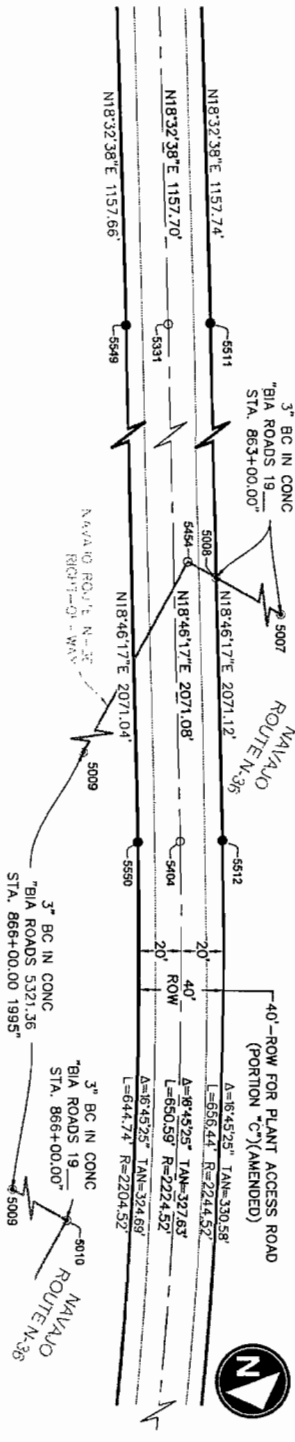 N18°32'38"E 1157.74'
N18°32'38"E 1157.70'
N18°32'38"E 1157.66'
5511
5331
5549
3" BC IN CONC
"BIA ROADS 19__
STA. 863+00.00"
5007
5008
5454
NAVAJO
ROUTE N-36
N18°46'17"E 2071.12'
N18°46'17"E 2071.08'
N18°46'17"E 2071.04'
NAVAJO ROUTE N-36
RIGHT-OF-WAY
5009
3" BC IN CONC
"BIA ROADS 5321.36
STA. 866+00.00 1995"
5512
5404
5550
20'
20'
40'
ROW
40'-ROW FOR PLANT ACCESS ROAD
(PORTION "C")(AMENDED)
Δ=16°45'25" TAN=330.58'
L=656.44' R=2244.52'
Δ=16°45'25" TAN=327.63'
L=650.59' R=2224.52'
Δ=16°45'25" TAN=324.69'
L=644.74' R=2204.52'
3" BC IN CONC
"BIA ROADS 19__
STA. 866+00.00"
5010
5009
NAVAJO
ROUTE N-36
N